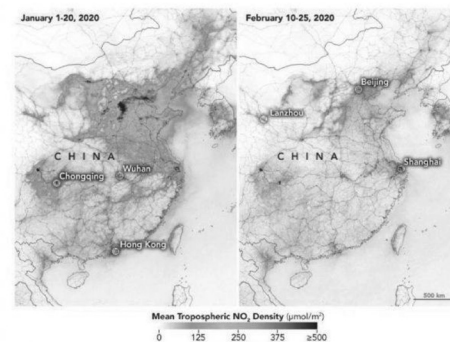 January 1-20, 2020
February 10-25, 2020
Beijing
Lanzhou
CHINA
CHINA
Chongqing
Wuhan
Shanghai
Hong Kong
500 km
Mean Tropospheric NO₂ Density (μmol/m²)
0 125 250 375 ≥500